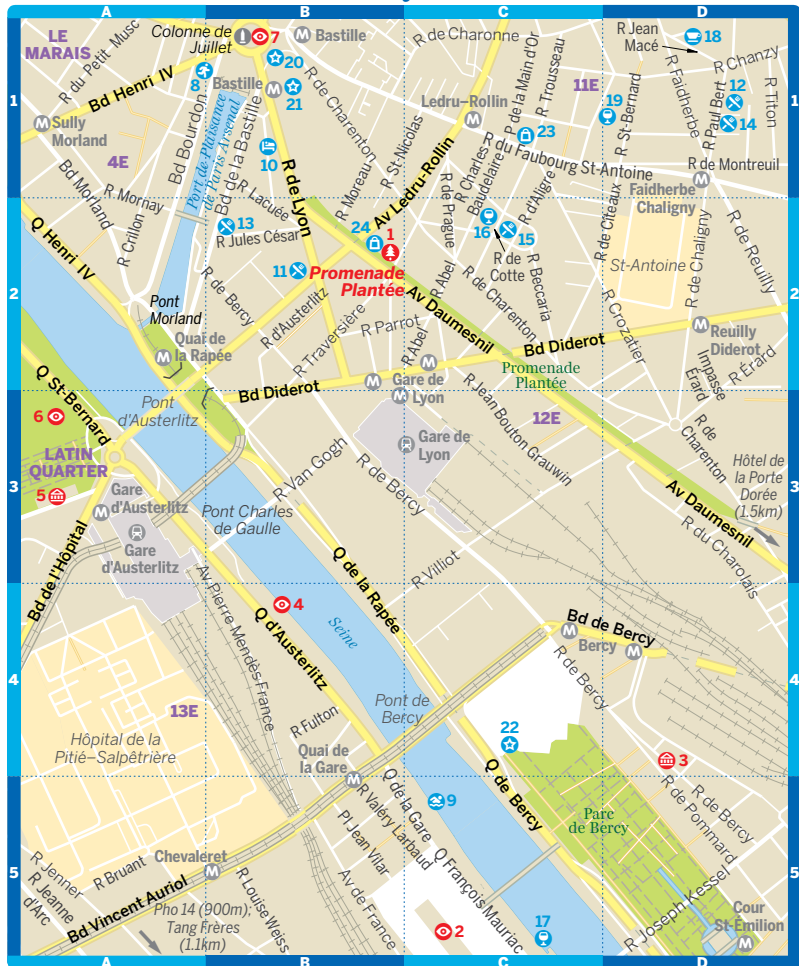 A
B
C
D
LE
MARAIS
R du Petit Musc
Colonne de
Juillet
7
M Bastille
R de Charonne
R Jean
Macé
18
R Chanzy
20
8
Bastille M
21
Bd Henri IV
R de Charenton
Ledru–Rollin
M
P de la Main d'Or
R Trousseau
11E
19
R St-Bernard
R Faidherbe
R Paul Bert
12
14
R Titon
1
1
M Sully
Morland
4E
Bd Bourdon
Port de Plaisance
de Paris Arsenal
Bd de la Bastille
10
R de Lyon
R St-Nicolas
R Moreau
Av Ledru-Rollin
23
R du Faubourg St-Antoine
R de Montreuil
M
Faidherbe
Chaligny
Bd Morland
R Mornay
R Crillon
R Lacuée
13
R Jules César
24
1
Promenade
Plantée
R de Prague
R Charles
Baudelaire
R d'Aligre
16
15
R de
Cotte
R Beccaria
R de Cîteaux
St-Antoine
R de Chaligny
R de Reuilly
Q Henri IV
2
2
11
R de Bercy
R d'Austerlitz
R Traversière
R Parrot
R Abel
R Abel
Av Daumesnil
R de Charenton
R Crozatier
M
Reuilly
Diderot
R Érard
Impasse
Erard
Pont
Morland
Quai de
la Rapée
M
Bd Diderot
Bd Diderot
M
M
Gare de
Lyon
M
Promenade
Plantée
R Jean Bouton Grauwin
12E
Q St-Bernard
6
Pont
d'Austerlitz
LATIN
QUARTER
5
3
3
Gare
d'Austerlitz
M
Gare
d'Austerlitz
R Van Gogh
Gare de
Lyon
R de Bercy
R de
Charenton
Hôtel de
la Porte
Dorée
(1.5km)
Av Daumesnil
R du Charolais
Pont Charles
de Gaulle
Bd de l'Hôpital
R Villiot
Av Pierre Mendès-France
Q d'Austerlitz
4
Seine
Q de la Rapée
Bd de Bercy
M
Bercy M
R de Bercy
4
4
13E
Hôpital de la
Pitié–Salpêtrière
R Fulton
Pont de
Bercy
22
3
Quai de
la Gare
M
Q de la Gare
R Valéry Larbaud
Pl Jean Vilar
9
Q de Bercy
Parc
de Bercy
R de Bercy
R de Pommard
5
5
Chevaleret
M
R Jenner
R Jeanne
d'Arc
R Bruant
Bd Vincent Auriol
Pho 14 (900m);
Tang Frères
(1.1km)
R Louise Weiss
Av de France
Q François Mauriac
2
17
R Joseph Kessel
Cour
St-Émilion
M
A
B
C
D